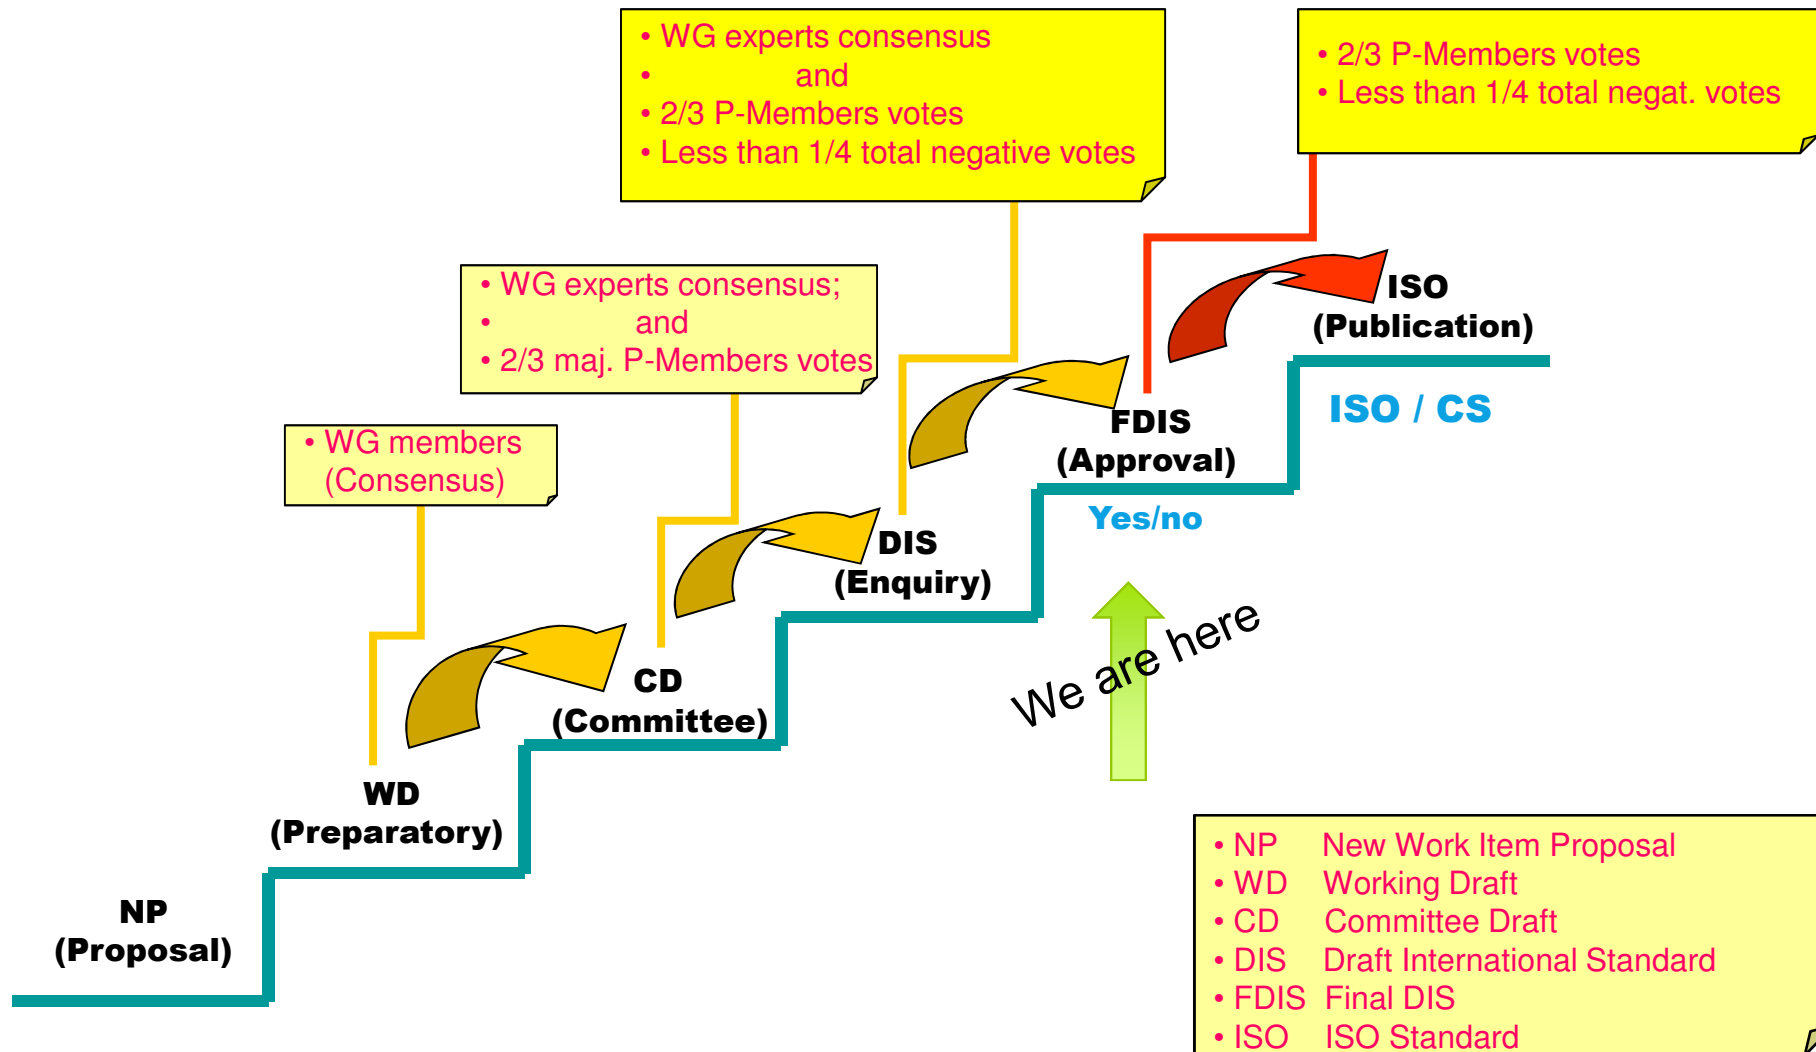 • WG experts consensus
• and
• 2/3 P-Members votes
• Less than 1/4 total negative votes
• 2/3 P-Members votes
• Less than 1/4 total negat. votes
• WG experts consensus;
• and
• 2/3 maj. P-Members votes
• WG members
(Consensus)
ISO
(Publication)
ISO / CS
FDIS
(Approval)
Yes/no
DIS
(Enquiry)
We are here
CD
(Committee)
WD
(Preparatory)
NP
(Proposal)
• NP New Work Item Proposal
• WD Working Draft
• CD Committee Draft
• DIS Draft International Standard
• FDIS Final DIS
• ISO ISO Standard